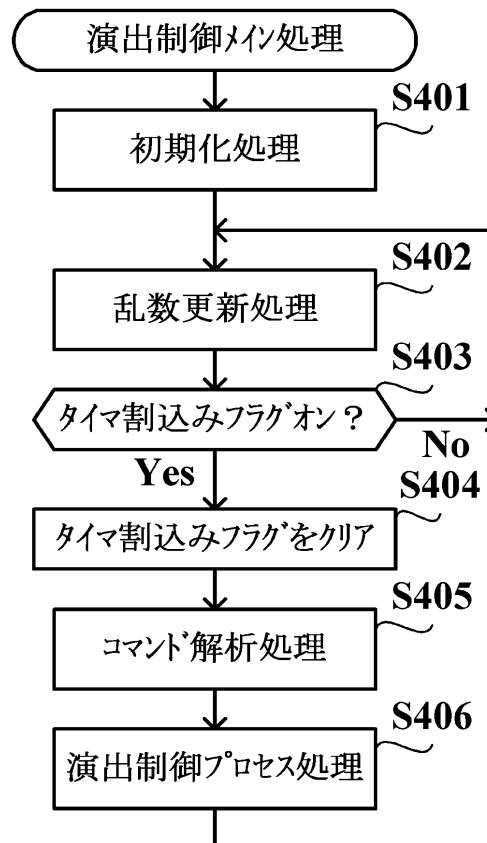 演出制御メイン処理
S401
初期化処理
S402
乱数更新処理
S403
タイマ割込みフラグオン？
No
Yes
S404
タイマ割込みフラグをクリア
S405
コマンド解析処理
S406
演出制御プロセス処理